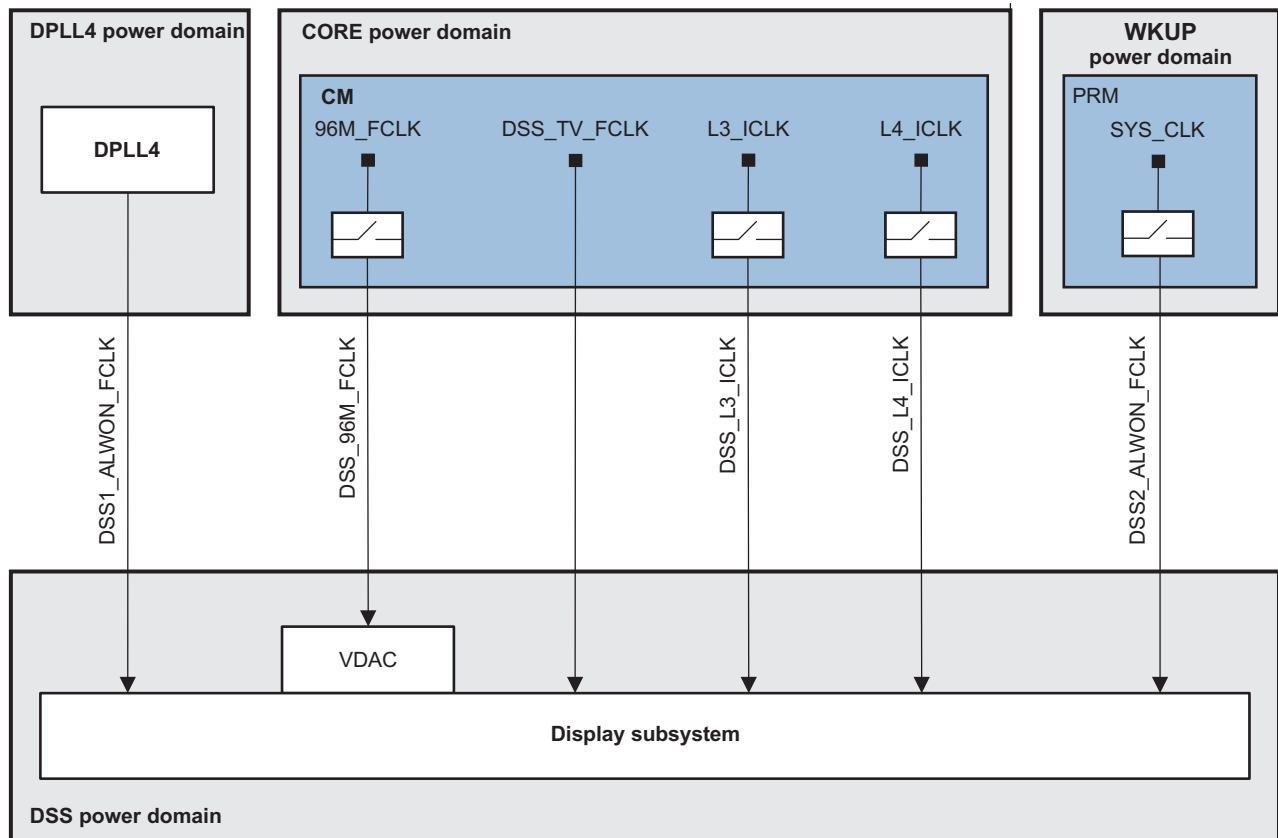 DPLL4 power domain
CORE power domain
WKUP
power domain
CM
PRM
96M_FCLK
DSS_TV_FCLK
L3_ICLK
L4_ICLK
SYS_CLK
DPLL4
DSS1_ALWON_FCLK
DSS_96M_FCLK
DSS_L3_ICLK
DSS_L4_ICLK
DSS2_ALWON_FCLK
VDAC
Display subsystem
DSS power domain